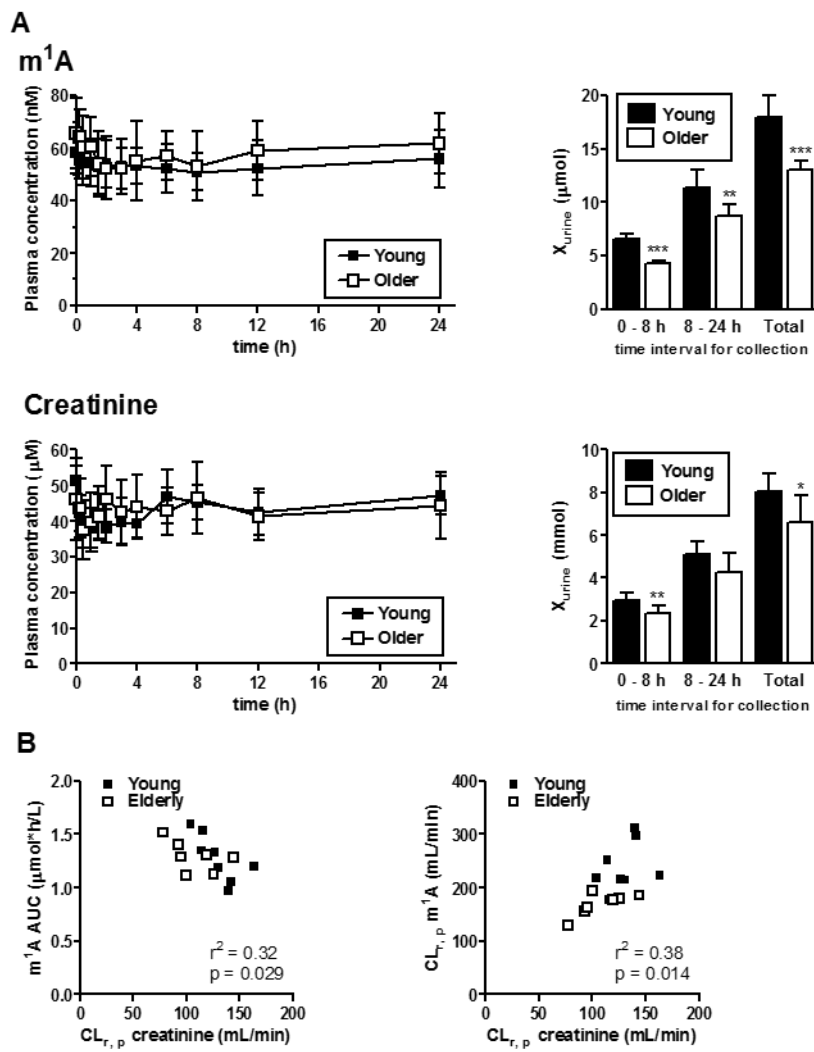 A
m¹A
Plasma concentration (nM)
80
60
40
20
0
0 4 8 12 16 20 24
time (h)
Young
Older
X urine (μmol)
20
15
10
5
0
Young
Older
***
**
***
0 - 8 h 8 - 24 h Total
time interval for collection
Creatinine
Plasma concentration (μM)
60
50
40
30
20
10
0
0 4 8 12 16 20 24
time (h)
Young
Older
X urine (mmol)
10
8
6
4
2
0
Young
Older
**
*
0 - 8 h 8 - 24 h Total
time interval for collection
B
m¹A AUC (μmol*h/L)
2.0
1.5
1.0
0.5
0.0
Young
Elderly
r² = 0.32
p = 0.029
0 50 100 150 200
CLr, p creatinine (mL/min)
CLr, p m¹A (mL/min)
400
300
200
100
0
Young
Elderly
r² = 0.38
p = 0.014
0 50 100 150 200
CLr, p creatinine (mL/min)